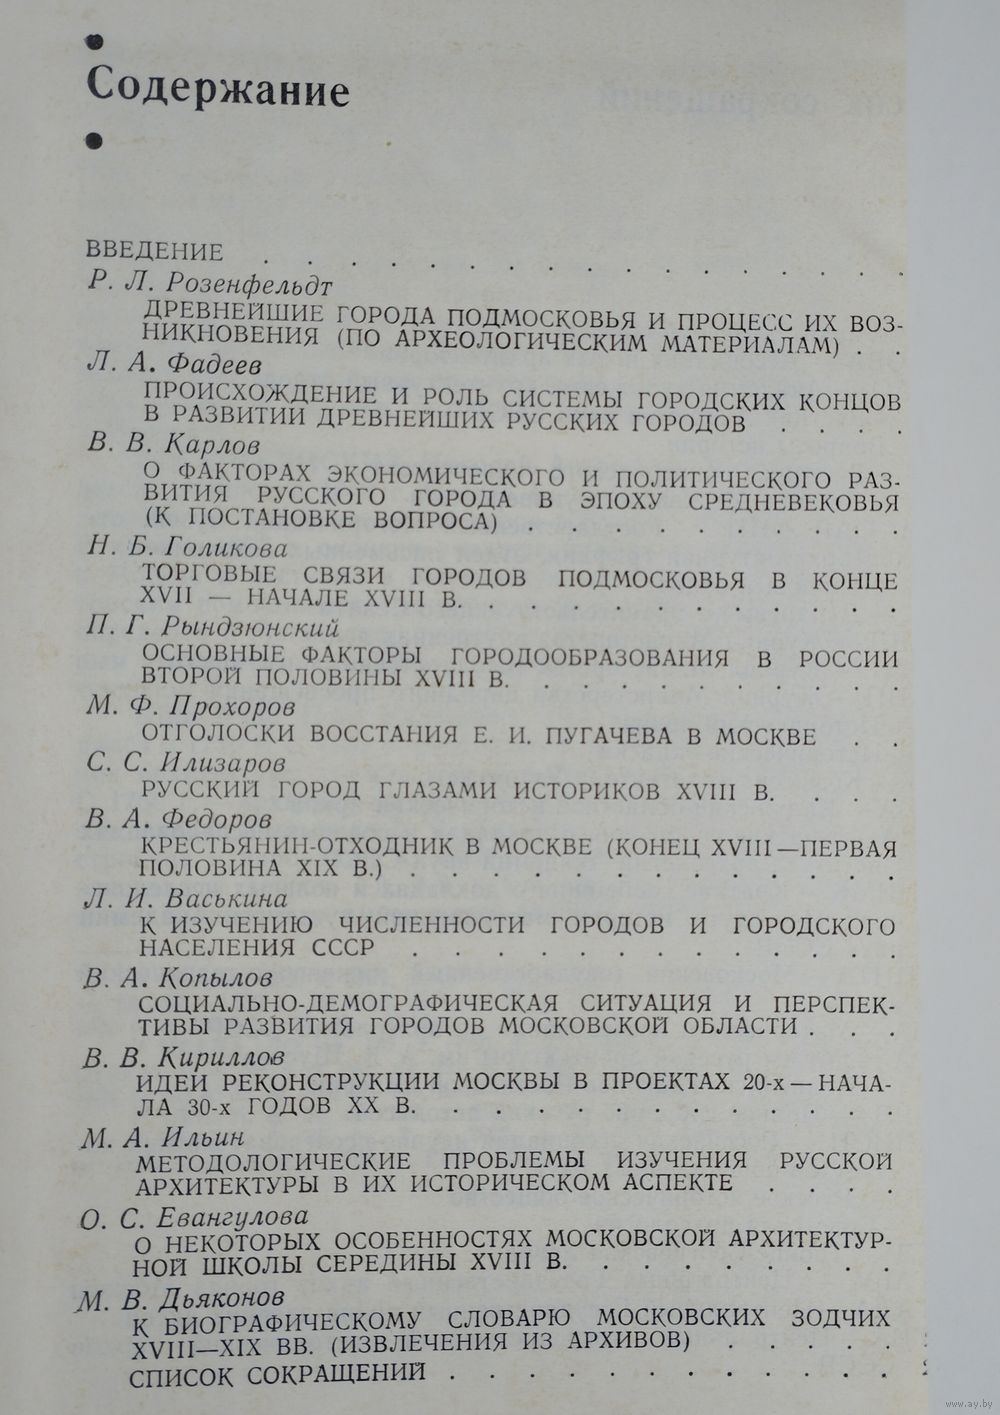 Содержание
ВВЕДЕНИЕ . . . . . . . . . . . . . . . . .
Р. Л. Розенфельдт
ДРЕВНЕЙШИЕ ГОРОДА ПОДМОСКОВЬЯ И ПРОЦЕСС ИХ ВОЗ-
НИКНОВЕНИЯ (ПО АРХЕОЛОГИЧЕСКИМ МАТЕРИАЛАМ) . .
Л. А. Фадеев
ПРОИСХОЖДЕНИЕ И РОЛЬ СИСТЕМЫ ГОРОДСКИХ КОНЦОВ
В РАЗВИТИИ ДРЕВНЕЙШИХ РУССКИХ ГОРОДОВ . . . .
В. В. Карлов
О ФАКТОРАХ ЭКОНОМИЧЕСКОГО И ПОЛИТИЧЕСКОГО РАЗ-
ВИТИЯ РУССКОГО ГОРОДА В ЭПОХУ СРЕДНЕВЕКОВЬЯ
(К ПОСТАНОВКЕ ВОПРОСА) . . . . . . . . . .
Н. Б. Голикова
ТОРГОВЫЕ СВЯЗИ ГОРОДОВ ПОДМОСКОВЬЯ В КОНЦЕ
XVII — НАЧАЛЕ XVIII В. . . . . . . . . . . .
П. Г. Рындзюнский
ОСНОВНЫЕ ФАКТОРЫ ГОРОДООБРАЗОВАНИЯ В РОССИИ
ВТОРОЙ ПОЛОВИНЫ XVIII В. . . . . . . . . . .
М. Ф. Прохоров
ОТГОЛОСКИ ВОССТАНИЯ Е. И. ПУГАЧЕВА В МОСКВЕ . .
С. С. Илизаров
РУССКИЙ ГОРОД ГЛАЗАМИ ИСТОРИКОВ XVIII В. . . .
В. А. Федоров
КРЕСТЬЯНИН-ОТХОДНИК В МОСКВЕ (КОНЕЦ XVIII—ПЕРВАЯ
ПОЛОВИНА XIX В.) . . . . . . . . . . . . .
Л. И. Васькина
К ИЗУЧЕНИЮ ЧИСЛЕННОСТИ ГОРОДОВ И ГОРОДСКОГО
НАСЕЛЕНИЯ СССР . . . . . . . . . . . . .
В. А. Копылов
СОЦИАЛЬНО-ДЕМОГРАФИЧЕСКАЯ СИТУАЦИЯ И ПЕРСПЕК-
ТИВЫ РАЗВИТИЯ ГОРОДОВ МОСКОВСКОЙ ОБЛАСТИ . . .
В. В. Кириллов
ИДЕИ РЕКОНСТРУКЦИИ МОСКВЫ В ПРОЕКТАХ 20-х — НАЧА-
ЛА 30-х ГОДОВ XX В. . . . . . . . . . . . .
М. А. Ильин
МЕТОДОЛОГИЧЕСКИЕ ПРОБЛЕМЫ ИЗУЧЕНИЯ РУССКОЙ
АРХИТЕКТУРЫ В ИХ ИСТОРИЧЕСКОМ АСПЕКТЕ . . . .
О. С. Евангулова
О НЕКОТОРЫХ ОСОБЕННОСТЯХ МОСКОВСКОЙ АРХИТЕКТУР-
НОЙ ШКОЛЫ СЕРЕДИНЫ XVIII В. . . . . . . . .
М. В. Дьяконов
К БИОГРАФИЧЕСКОМУ СЛОВАРЮ МОСКОВСКИХ ЗОДЧИХ
XVIII—XIX ВВ. (ИЗВЛЕЧЕНИЯ ИЗ АРХИВОВ) . . . . .
СПИСОК СОКРАЩЕНИЙ . . . . . . . . . . . .
www.ay.by